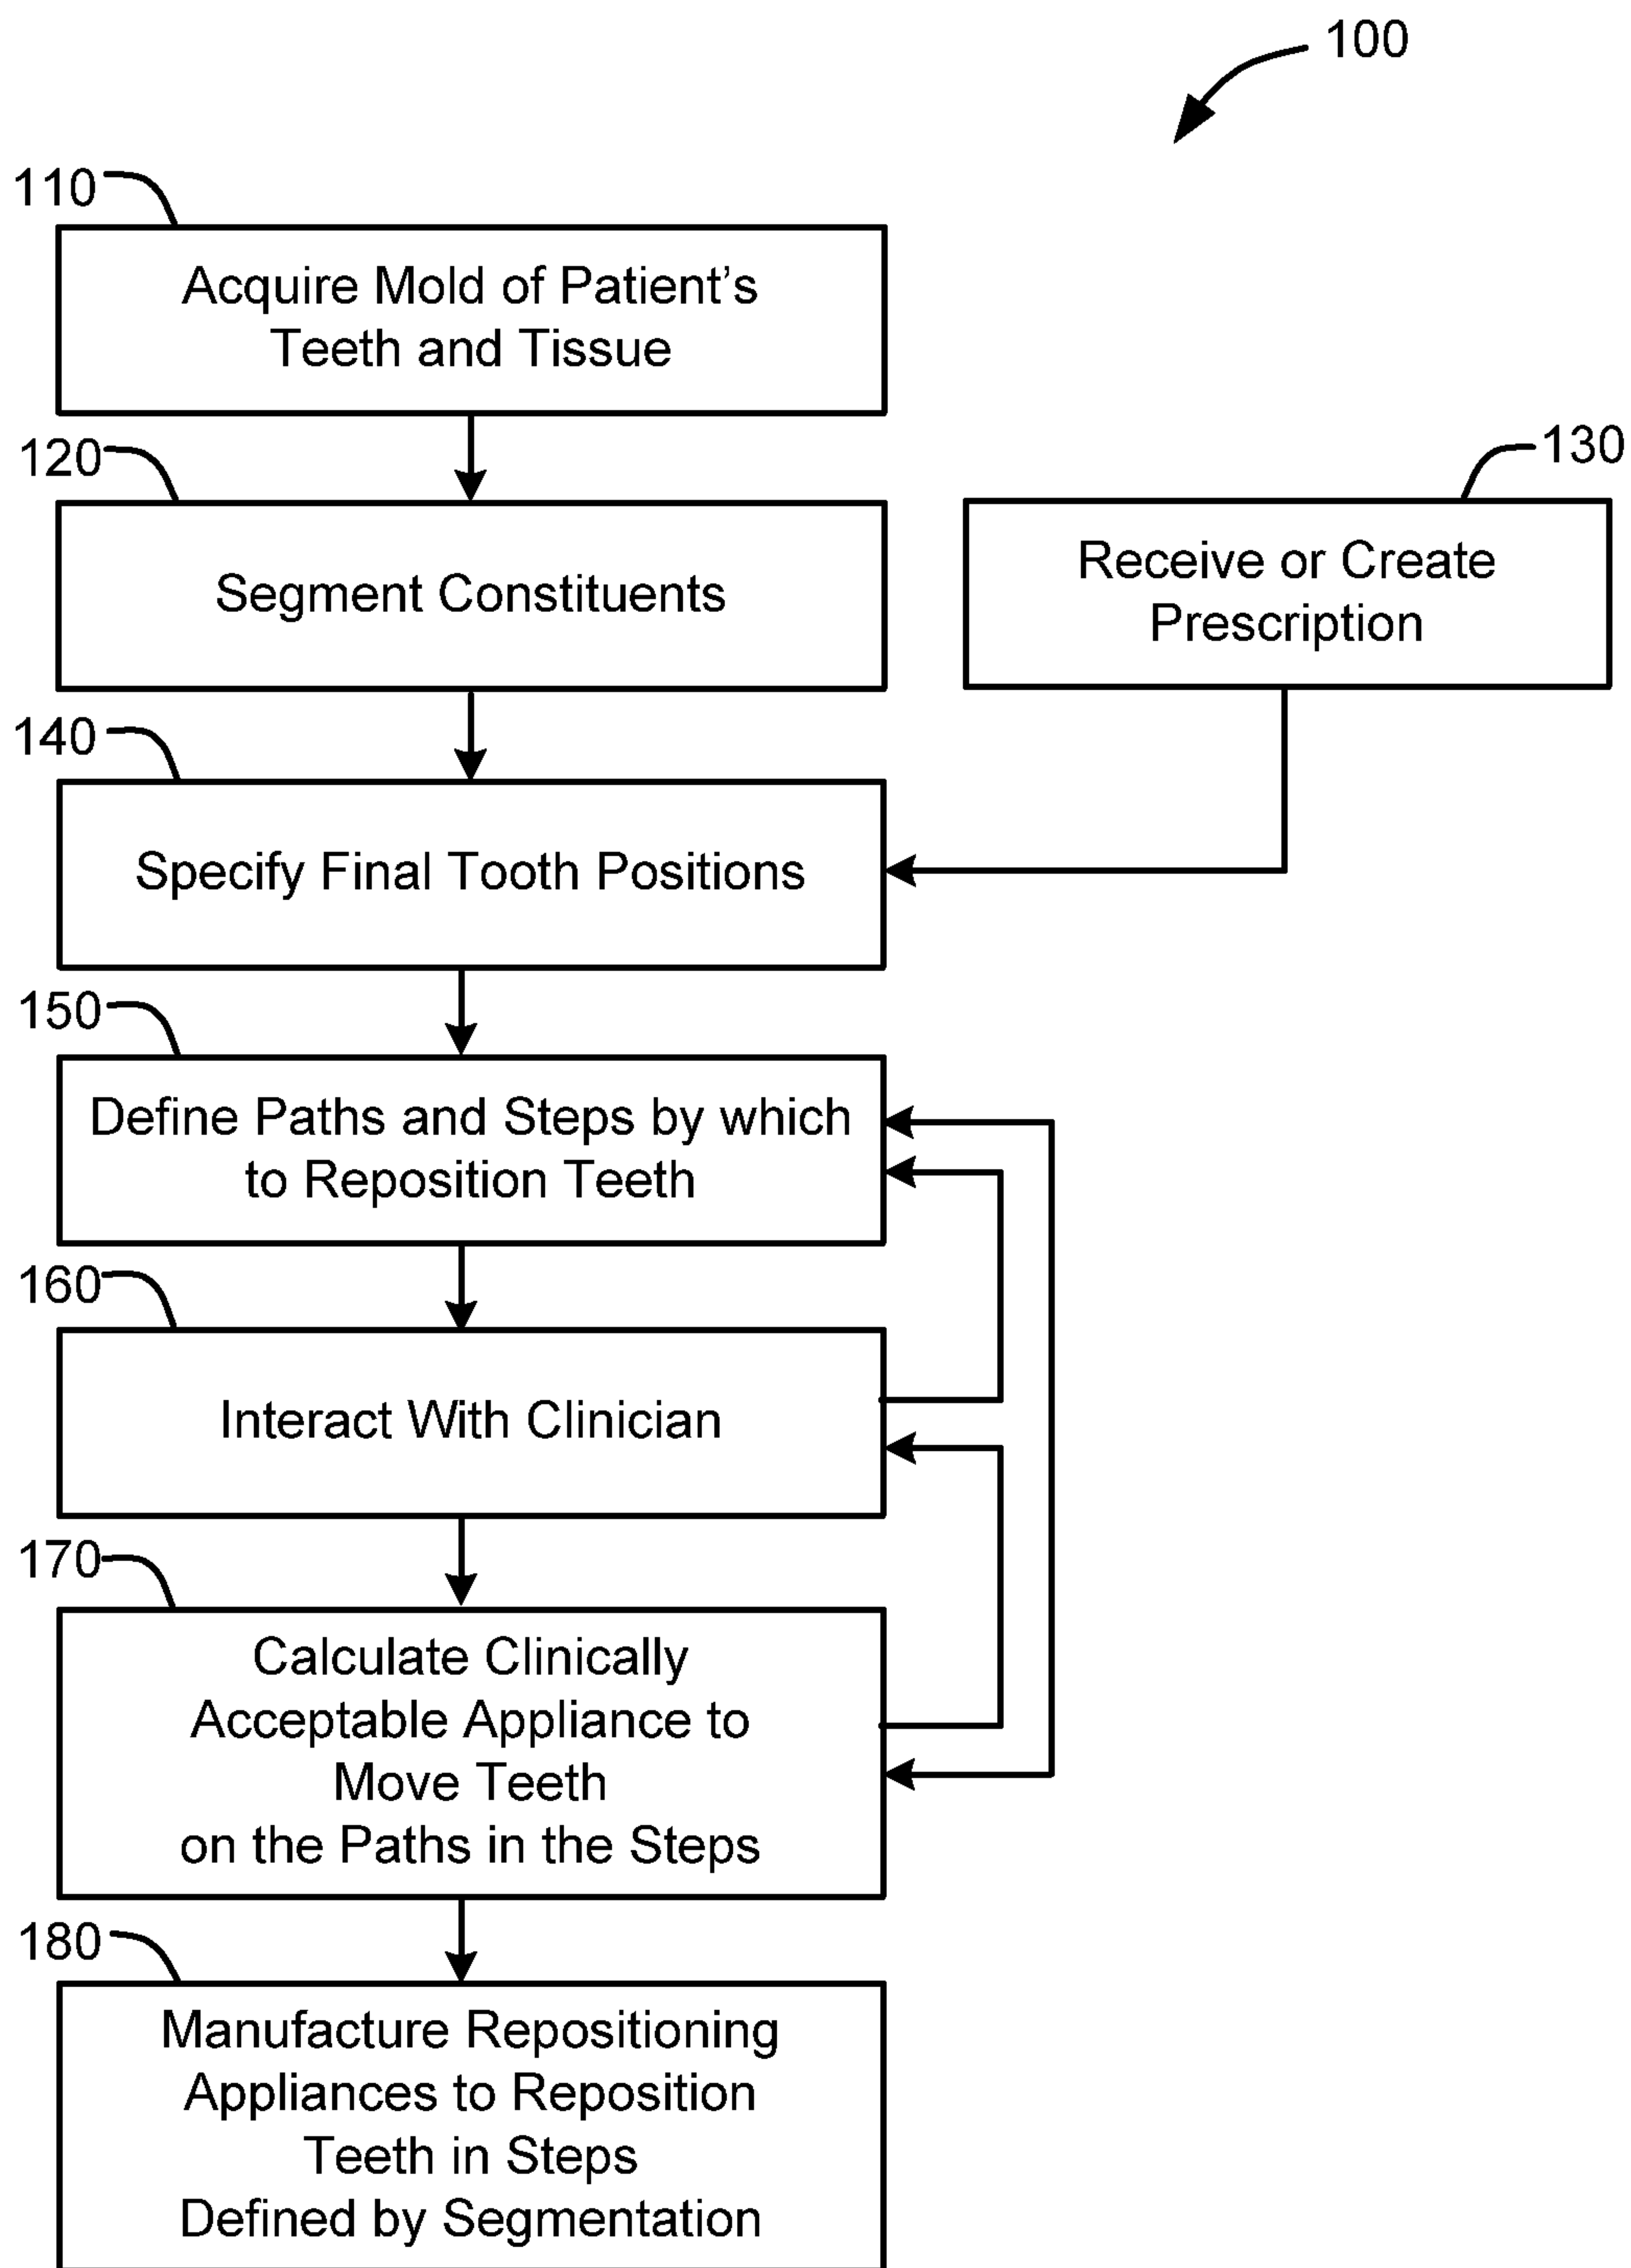 100
110
Acquire Mold of Patient's
Teeth and Tissue
120
Segment Constituents
130
Receive or Create
Prescription
140
Specify Final Tooth Positions
150
Define Paths and Steps by which
to Reposition Teeth
160
Interact With Clinician
170
Calculate Clinically
Acceptable Appliance to
Move Teeth
on the Paths in the Steps
180
Manufacture Repositioning
Appliances to Reposition
Teeth in Steps
Defined by Segmentation